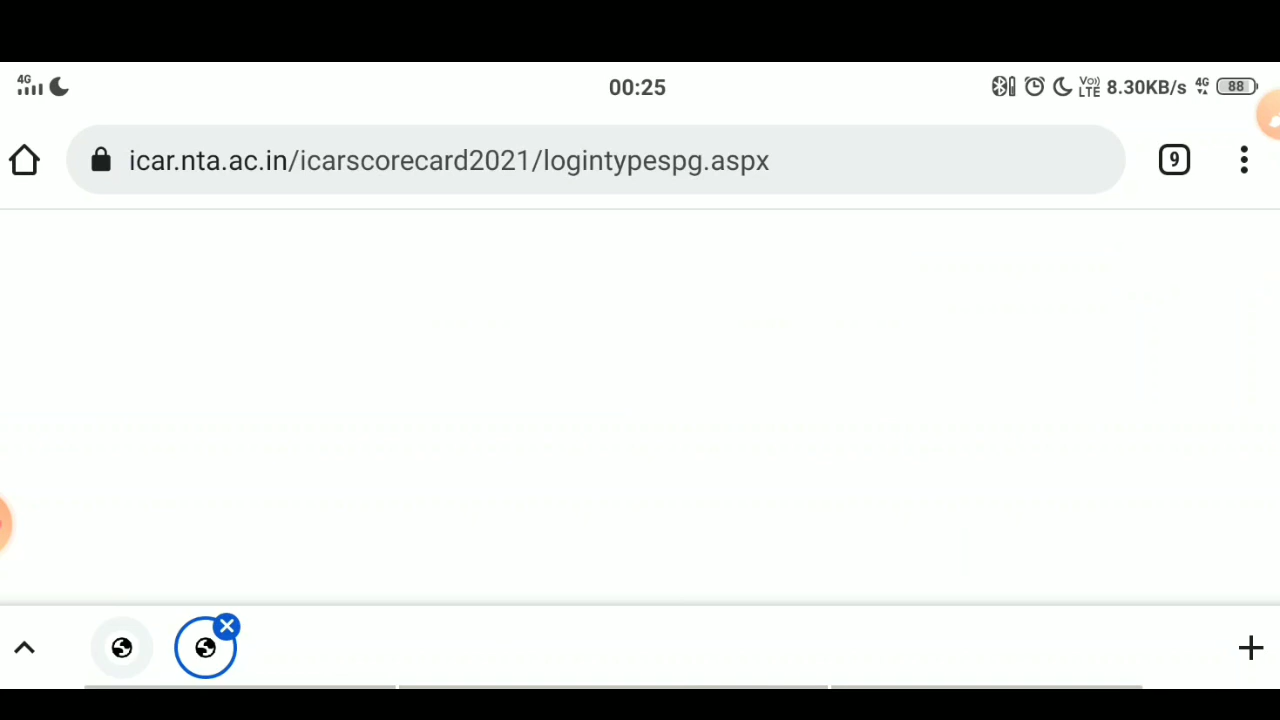 4G 00:25 Vo)) LTE 8.30KB/s 4G 88
icar.nta.ac.in/icarscorecard2021/logintypespg.aspx 9